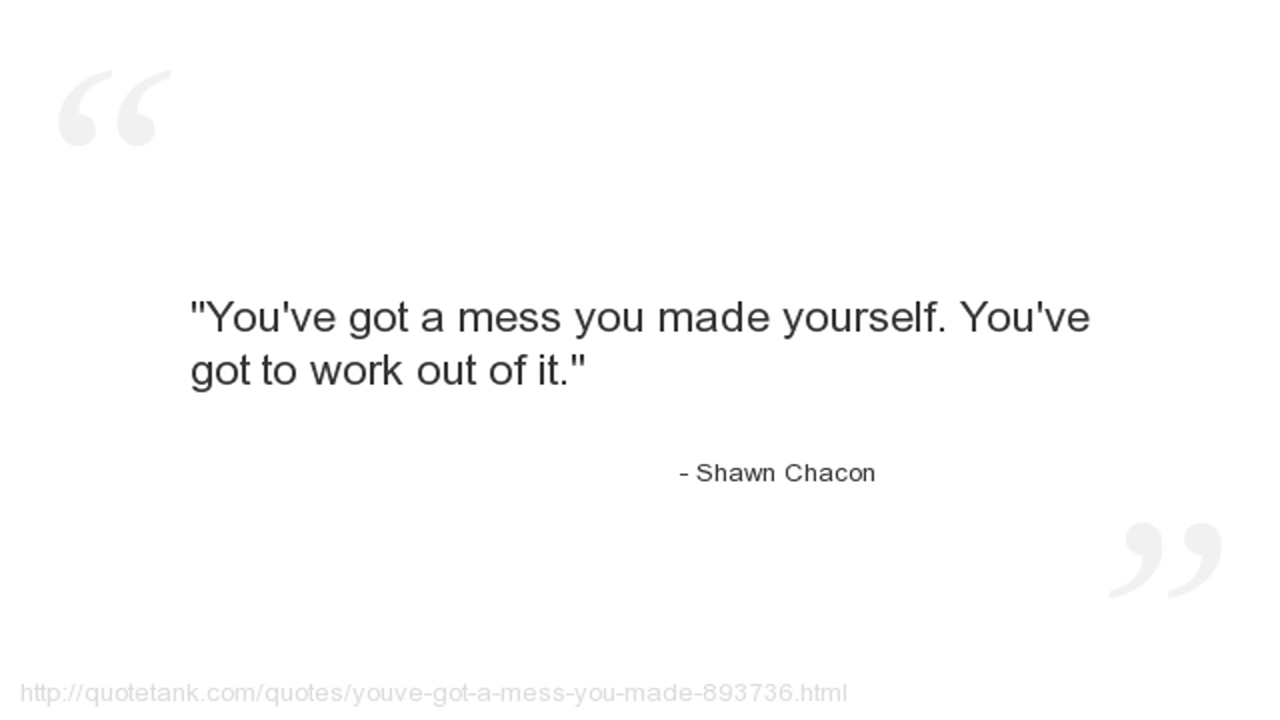 "You've got a mess you made yourself. You've
got to work out of it."
- Shawn Chacon
http://quotetank.com/quotes/youve-got-a-mess-you-made-893736.html